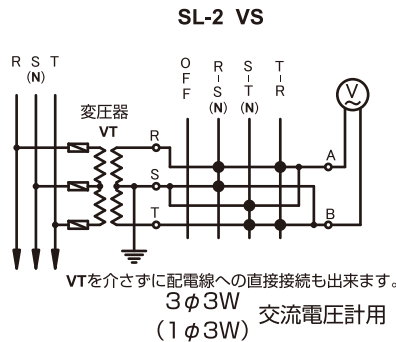 SL-2 VS
R S T
(N)
変圧器
VT
R
S
T
OFF
R-S(N)
S-T(N)
T-R
V
A
B
VTを介さずに配電線への直接接続も出来ます。
3φ3W
(1φ3W)
交流電圧計用